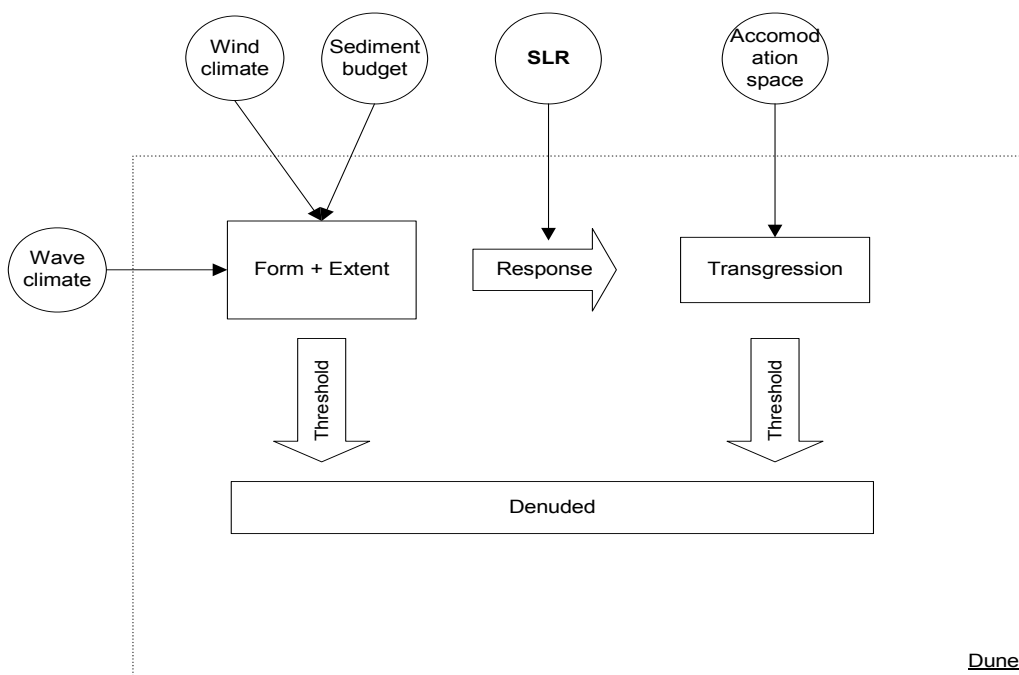 Wind
climate
Sediment
budget
SLR
Accomod
ation
space
Wave
climate
Form + Extent
Response
Transgression
Threshold
Threshold
Denuded
Dune